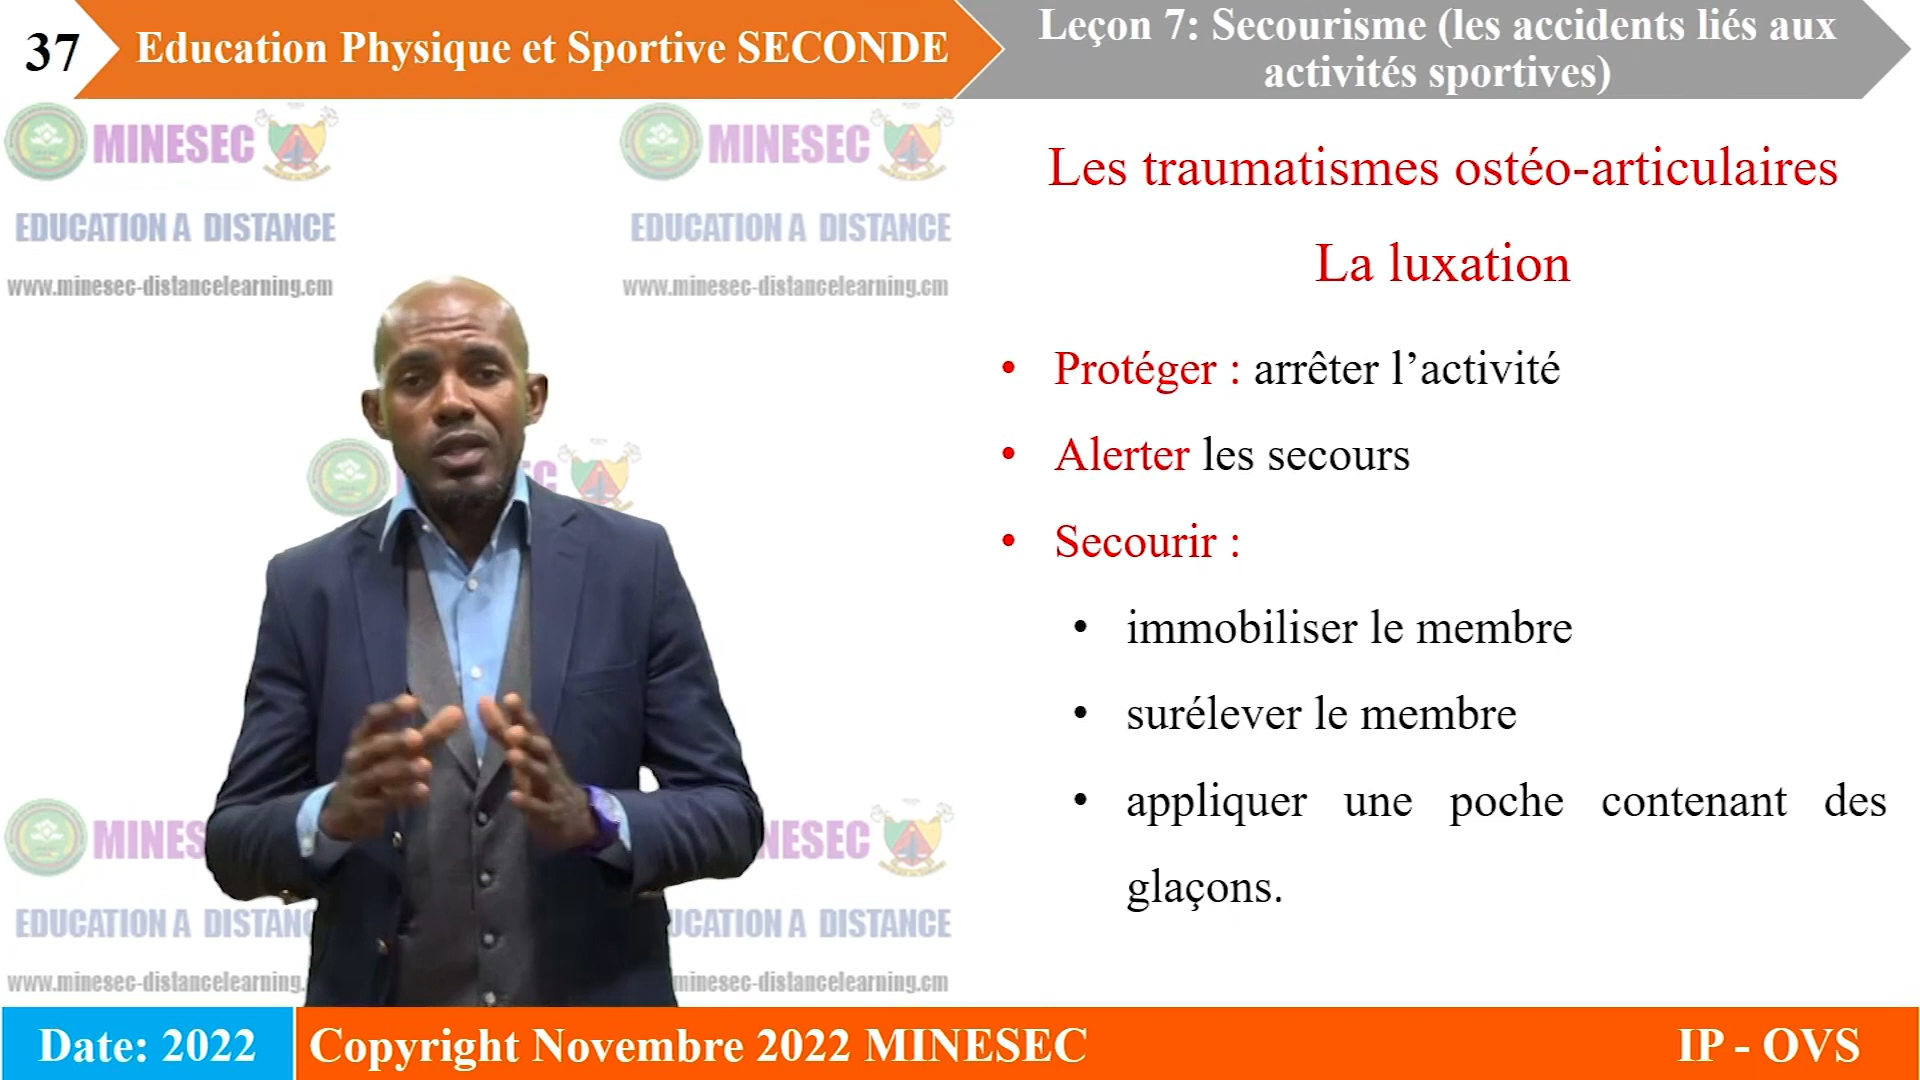 37
Education Physique et Sportive SECONDE
Leçon 7: Secourisme (les accidents liés aux
activités sportives)
MINESEC
EDUCATION A DISTANCE
www.minesec-distancelearning.cm
MINESEC
EDUCATION A DISTANCE
www.minesec-distancelearning.cm
Les traumatismes ostéo-articulaires
La luxation
• Protéger : arrêter l’activité
• Alerter les secours
• Secourir :
• immobiliser le membre
• surélever le membre
• appliquer une poche contenant des
glaçons.
Date: 2022
Copyright Novembre 2022 MINESEC
IP - OVS